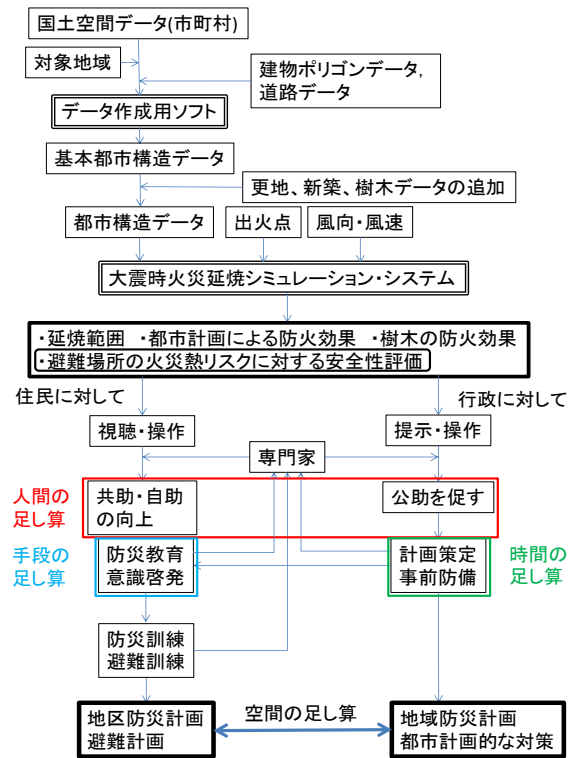 国土空間データ(市町村)
対象地域
建物ポリゴンデータ,
道路データ
データ作成用ソフト
基本都市構造データ
更地、新築、樹木データの追加
都市構造データ
出火点
風向・風速
大震時火災延焼シミュレーション・システム
・延焼範囲 ・都市計画による防火効果 ・樹木の防火効果
・避難場所の火災熱リスクに対する安全性評価
住民に対して
行政に対して
視聴・操作
提示・操作
専門家
人間の
足し算
共助・自助
の向上
公助を促す
手段の
足し算
防災教育
意識啓発
計画策定
事前防備
時間の
足し算
防災訓練
避難訓練
地区防災計画
避難計画
空間の足し算
地域防災計画
都市計画的な対策